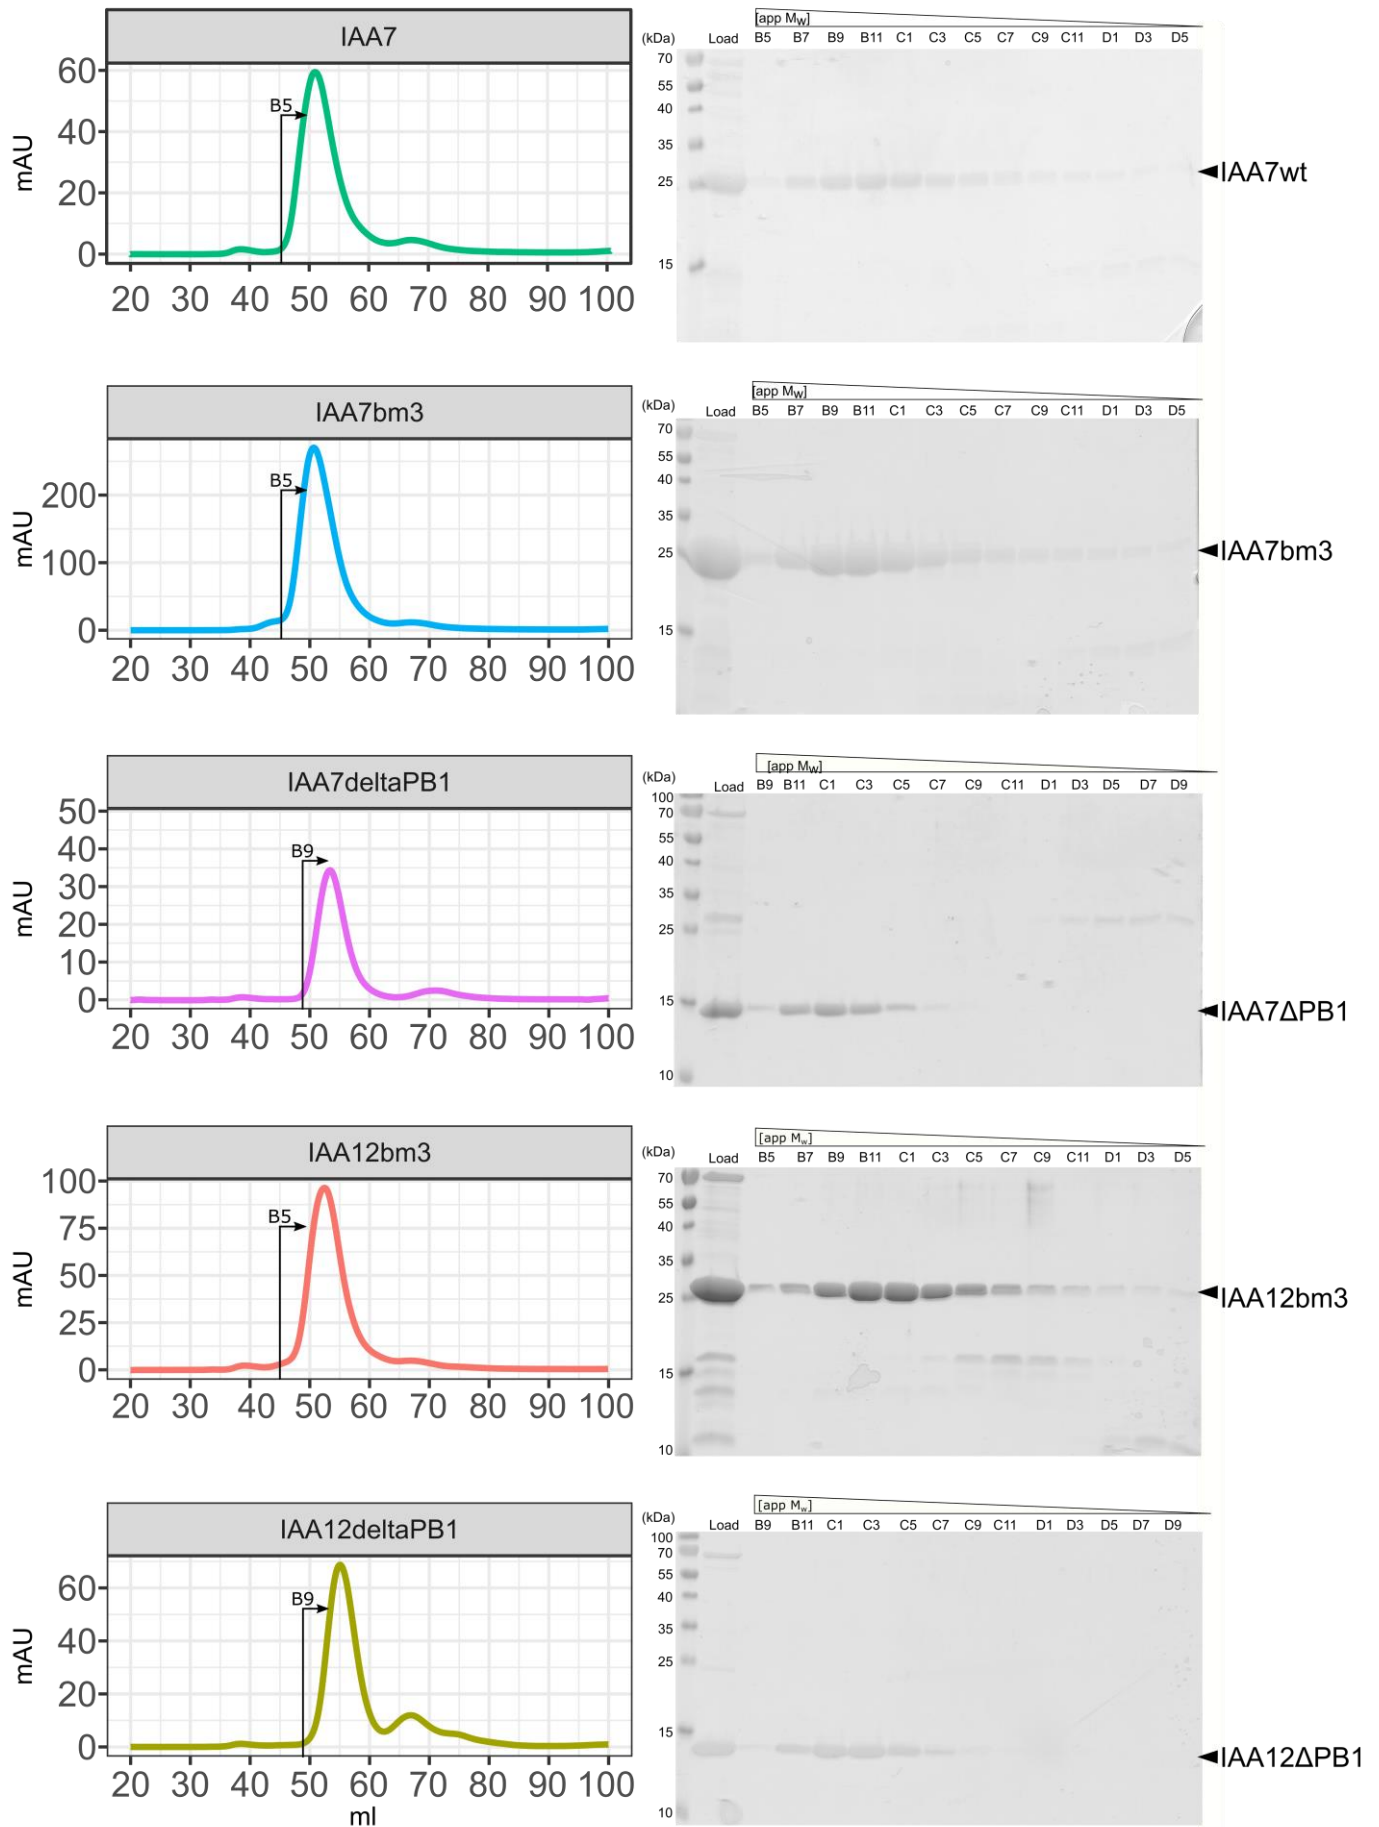 IAA7
mAU
60
40
20
0
B5
20 30 40 50 60 70 80 90 100
[app MW]
(kDa) Load B5 B7 B9 B11 C1 C3 C5 C7 C9 C11 D1 D3 D5
70
55
40
35
25
15
IAA7wt
IAA7bm3
mAU
200
100
0
B5
20 30 40 50 60 70 80 90 100
[app MW]
(kDa) Load B5 B7 B9 B11 C1 C3 C5 C7 C9 C11 D1 D3 D5
70
55
40
35
25
15
IAA7bm3
IAA7deltaPB1
mAU
50
40
30
20
10
0
B9
20 30 40 50 60 70 80 90 100
[app MW]
(kDa) Load B9 B11 C1 C3 C5 C7 C9 C11 D1 D3 D5 D7 D9
100
70
55
40
35
25
15
10
IAA7ΔPB1
IAA12bm3
mAU
100
75
50
25
0
B5
20 30 40 50 60 70 80 90 100
[app Mw]
(kDa) Load B5 B7 B9 B11 C1 C3 C5 C7 C9 C11 D1 D3 D5
70
55
40
35
25
15
10
IAA12bm3
IAA12deltaPB1
mAU
60
40
20
0
B9
20 30 40 50 60 70 80 90 100
ml
[app Mw]
(kDa) Load B9 B11 C1 C3 C5 C7 C9 C11 D1 D3 D5 D7 D9
100
70
55
40
35
25
15
10
IAA12ΔPB1